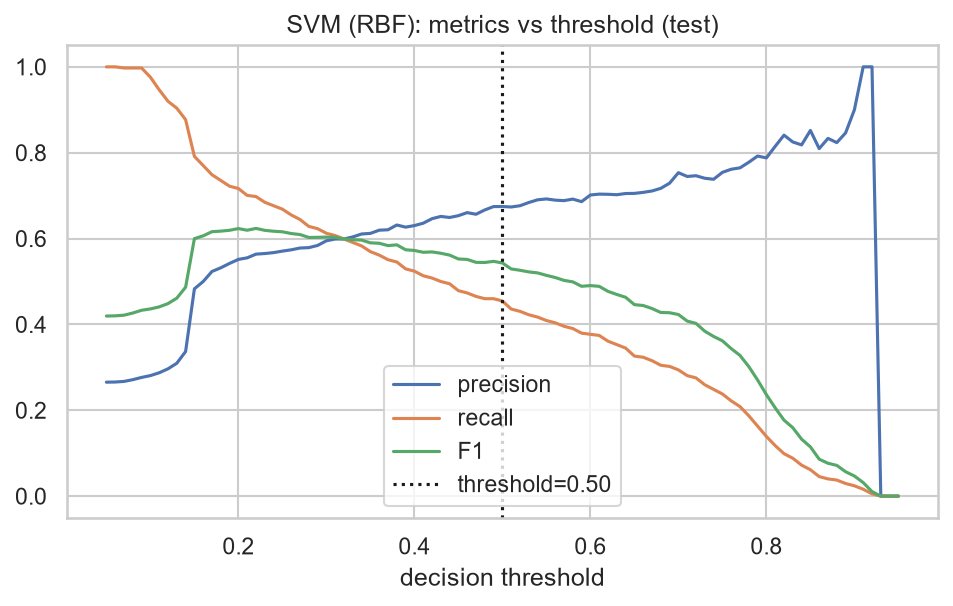 SVM (RBF): metrics vs threshold (test)
1.0
0.8
0.6
0.4
0.2
0.0
precision
recall
F1
threshold=0.50
0.2 0.4 0.6 0.8
decision threshold